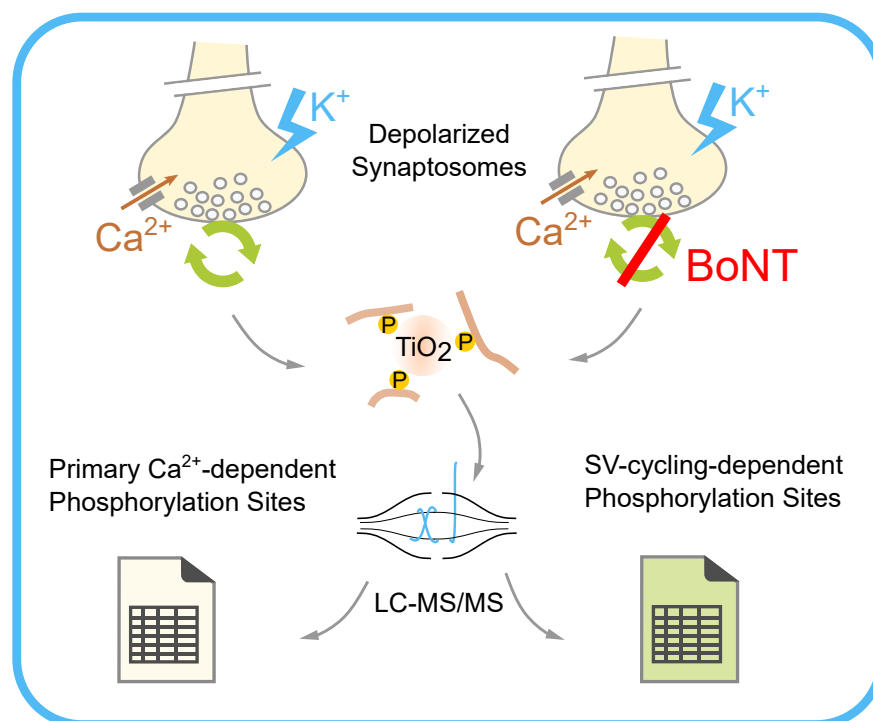 K⁺
K⁺
Depolarized
Synaptosomes
Ca²⁺
Ca²⁺
BoNT
P
TiO₂
P
P
Primary Ca²⁺-dependent
Phosphorylation Sites
SV-cycling-dependent
Phosphorylation Sites
LC-MS/MS